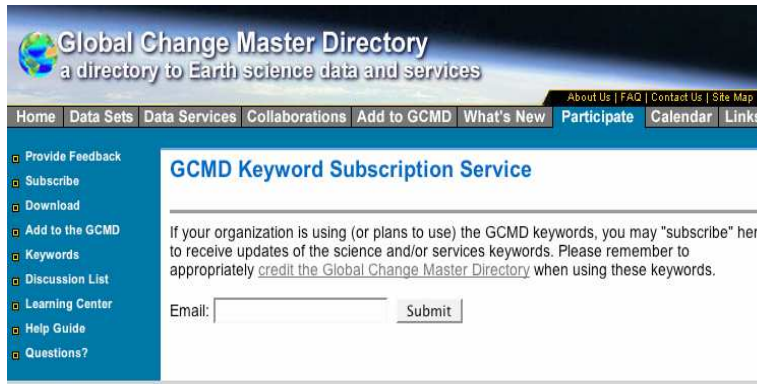 Global Change Master Directory
a directory to Earth science data and services
About Us | FAQ | Contact Us | Site Map
Home Data Sets Data Services Collaborations Add to GCMD What's New Participate Calendar Links
Provide Feedback
Subscribe
Download
Add to the GCMD
Keywords
Discussion List
Learning Center
Help Guide
Questions?
GCMD Keyword Subscription Service
If your organization is using (or plans to use) the GCMD keywords, you may "subscribe" her
to receive updates of the science and/or services keywords. Please remember to
appropriately credit the Global Change Master Directory when using these keywords.
Email: Submit